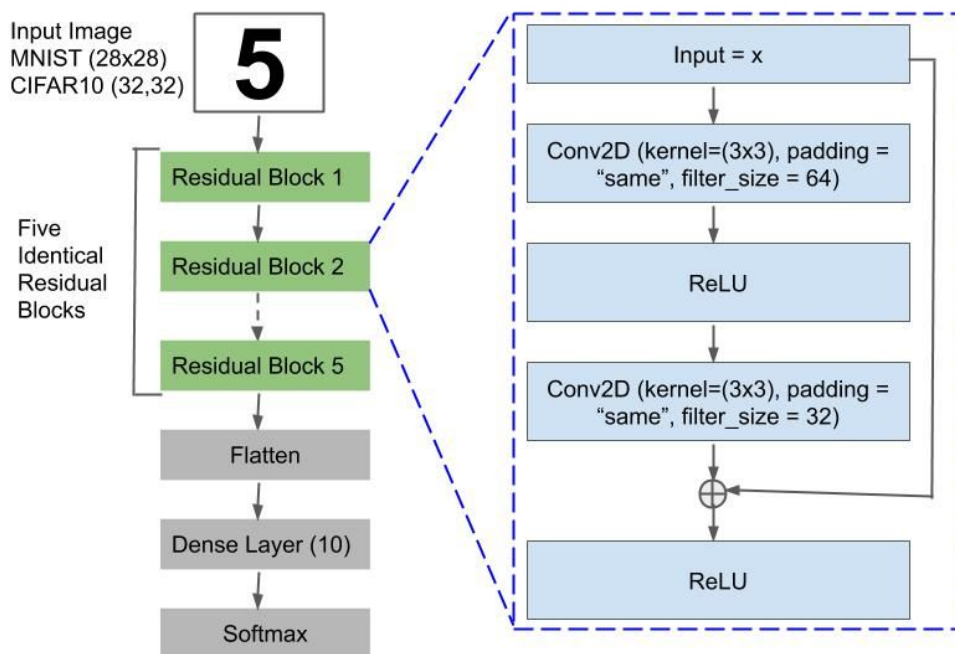 Input Image
MNIST (28x28)
CIFAR10 (32,32)
5
Residual Block 1
Five
Identical
Residual
Blocks
Residual Block 2
Residual Block 5
Flatten
Dense Layer (10)
Softmax
Input = x
Conv2D (kernel=(3x3), padding =
“same”, filter_size = 64)
ReLU
Conv2D (kernel=(3x3), padding =
“same”, filter_size = 32)
ReLU